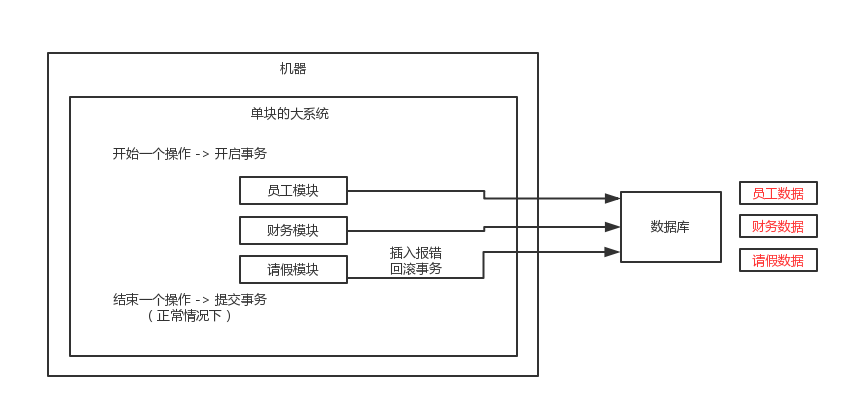 机器
单块的大系统
开始一个操作 -> 开启事务
员工模块
财务模块
请假模块
插入报错
回滚事务
结束一个操作 -> 提交事务
（正常情况下）
数据库
员工数据
财务数据
请假数据